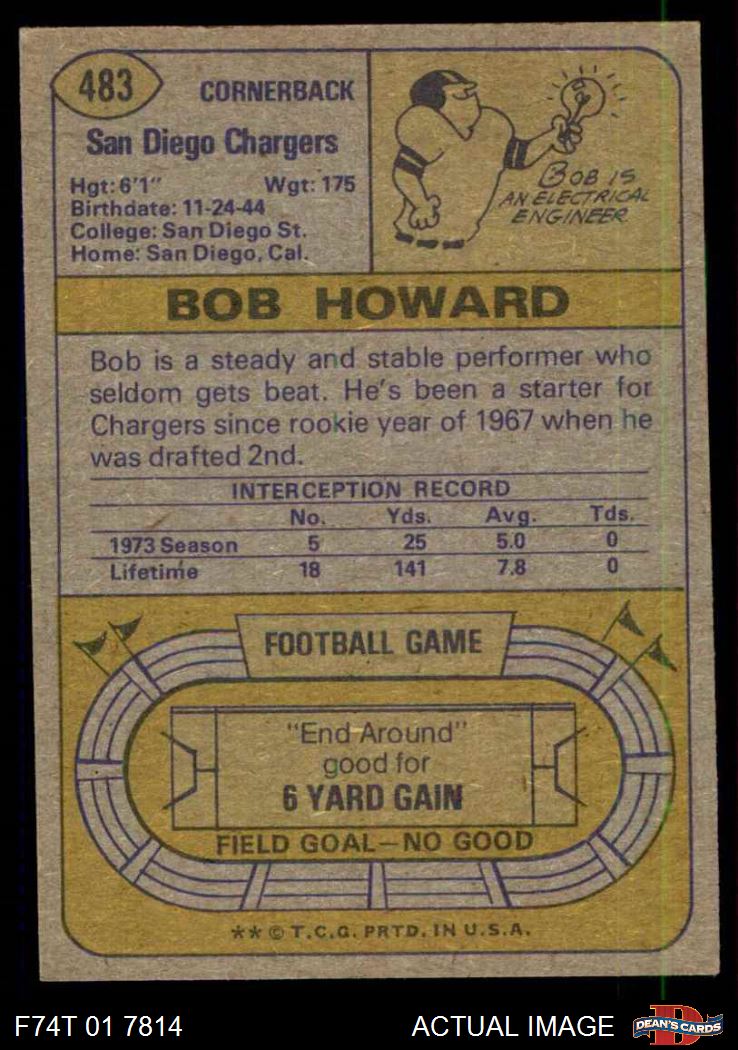 483
CORNERBACK
San Diego Chargers
Hgt: 6'1" Wgt: 175
Birthdate: 11-24-44
College: San Diego St.
Home: San Diego, Cal.
BOB IS
AN ELECTRICAL
ENGINEER
BOB HOWARD
Bob is a steady and stable performer who
seldom gets beat. He's been a starter for
Chargers since rookie year of 1967 when he
was drafted 2nd.
INTERCEPTION RECORD
No. Yds. Avg. Tds.
1973 Season 5 25 5.0 0
Lifetime 18 141 7.8 0
FOOTBALL GAME
"End Around"
good for
6 YARD GAIN
FIELD GOAL—NO GOOD
** © T.C.G. PRTD. IN U.S.A.
F74T 01 7814 ACTUAL IMAGE
D
DEAN'S CARDS